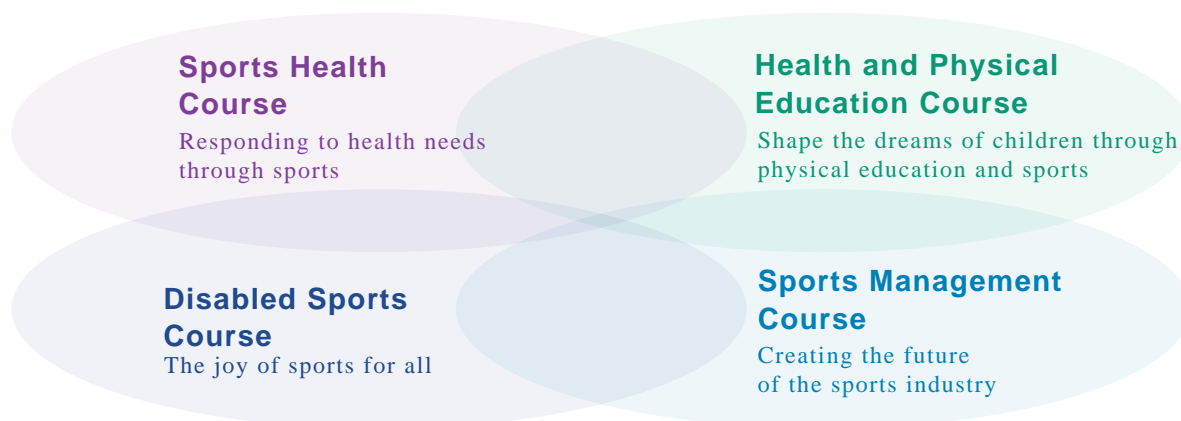 Sports Health
Course
Responding to health needs
through sports
Health and Physical
Education Course
Shape the dreams of children through
physical education and sports
Disabled Sports
Course
The joy of sports for all
Sports Management
Course
Creating the future
of the sports industry